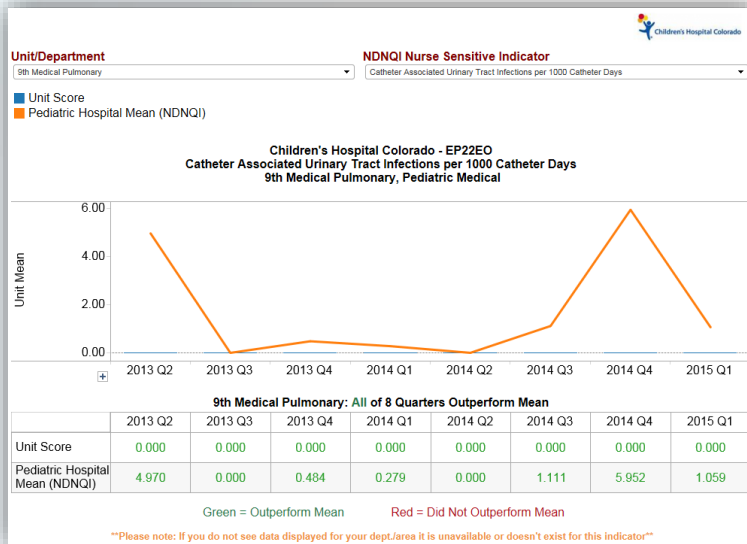 Children's Hospital Colorado
Unit/Department
NDNQI Nurse Sensitive Indicator
9th Medical Pulmonary
Catheter Associated Urinary Tract Infections per 1000 Catheter Days
Unit Score
Pediatric Hospital Mean (NDNQI)
Children's Hospital Colorado - EP22EO
Catheter Associated Urinary Tract Infections per 1000 Catheter Days
9th Medical Pulmonary, Pediatric Medical
6.00
4.00
2.00
0.00
Unit Mean
2013 Q2 2013 Q3 2013 Q4 2014 Q1 2014 Q2 2014 Q3 2014 Q4 2015 Q1
9th Medical Pulmonary: All of 8 Quarters Outperform Mean
2013 Q2 2013 Q3 2013 Q4 2014 Q1 2014 Q2 2014 Q3 2014 Q4 2015 Q1
Unit Score 0.000 0.000 0.000 0.000 0.000 0.000 0.000 0.000
Pediatric Hospital
Mean (NDNQI) 4.970 0.000 0.484 0.279 0.000 1.111 5.952 1.059
Green = Outperform Mean Red = Did Not Outperform Mean
**Please note: If you do not see data displayed for your dept./area it is unavailable or doesn't exist for this indicator**